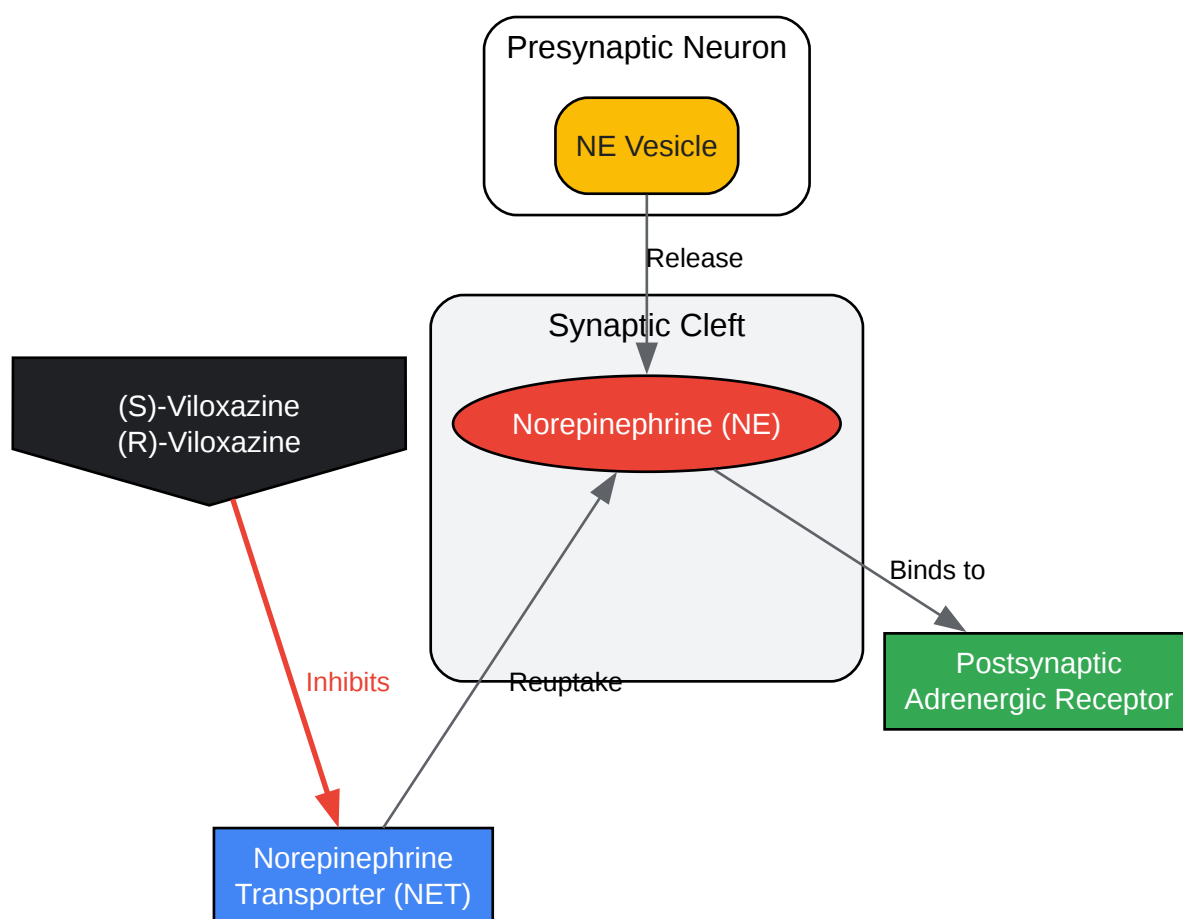 Presynaptic Neuron
NE Vesicle
Release
Synaptic Cleft
(S)-Viloxazine
(R)-Viloxazine
Norepinephrine (NE)
Binds to
Inhibits
Reuptake
Postsynaptic
Adrenergic Receptor
Norepinephrine
Transporter (NET)